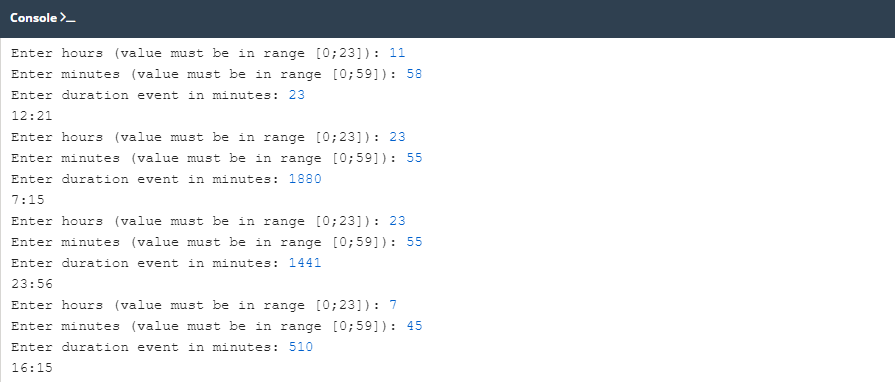 Console >_
Enter hours (value must be in range [0;23]): 11
Enter minutes (value must be in range [0;59]): 58
Enter duration event in minutes: 23
12:21
Enter hours (value must be in range [0;23]): 23
Enter minutes (value must be in range [0;59]): 55
Enter duration event in minutes: 1880
7:15
Enter hours (value must be in range [0;23]): 23
Enter minutes (value must be in range [0;59]): 55
Enter duration event in minutes: 1441
23:56
Enter hours (value must be in range [0;23]): 7
Enter minutes (value must be in range [0;59]): 45
Enter duration event in minutes: 510
16:15